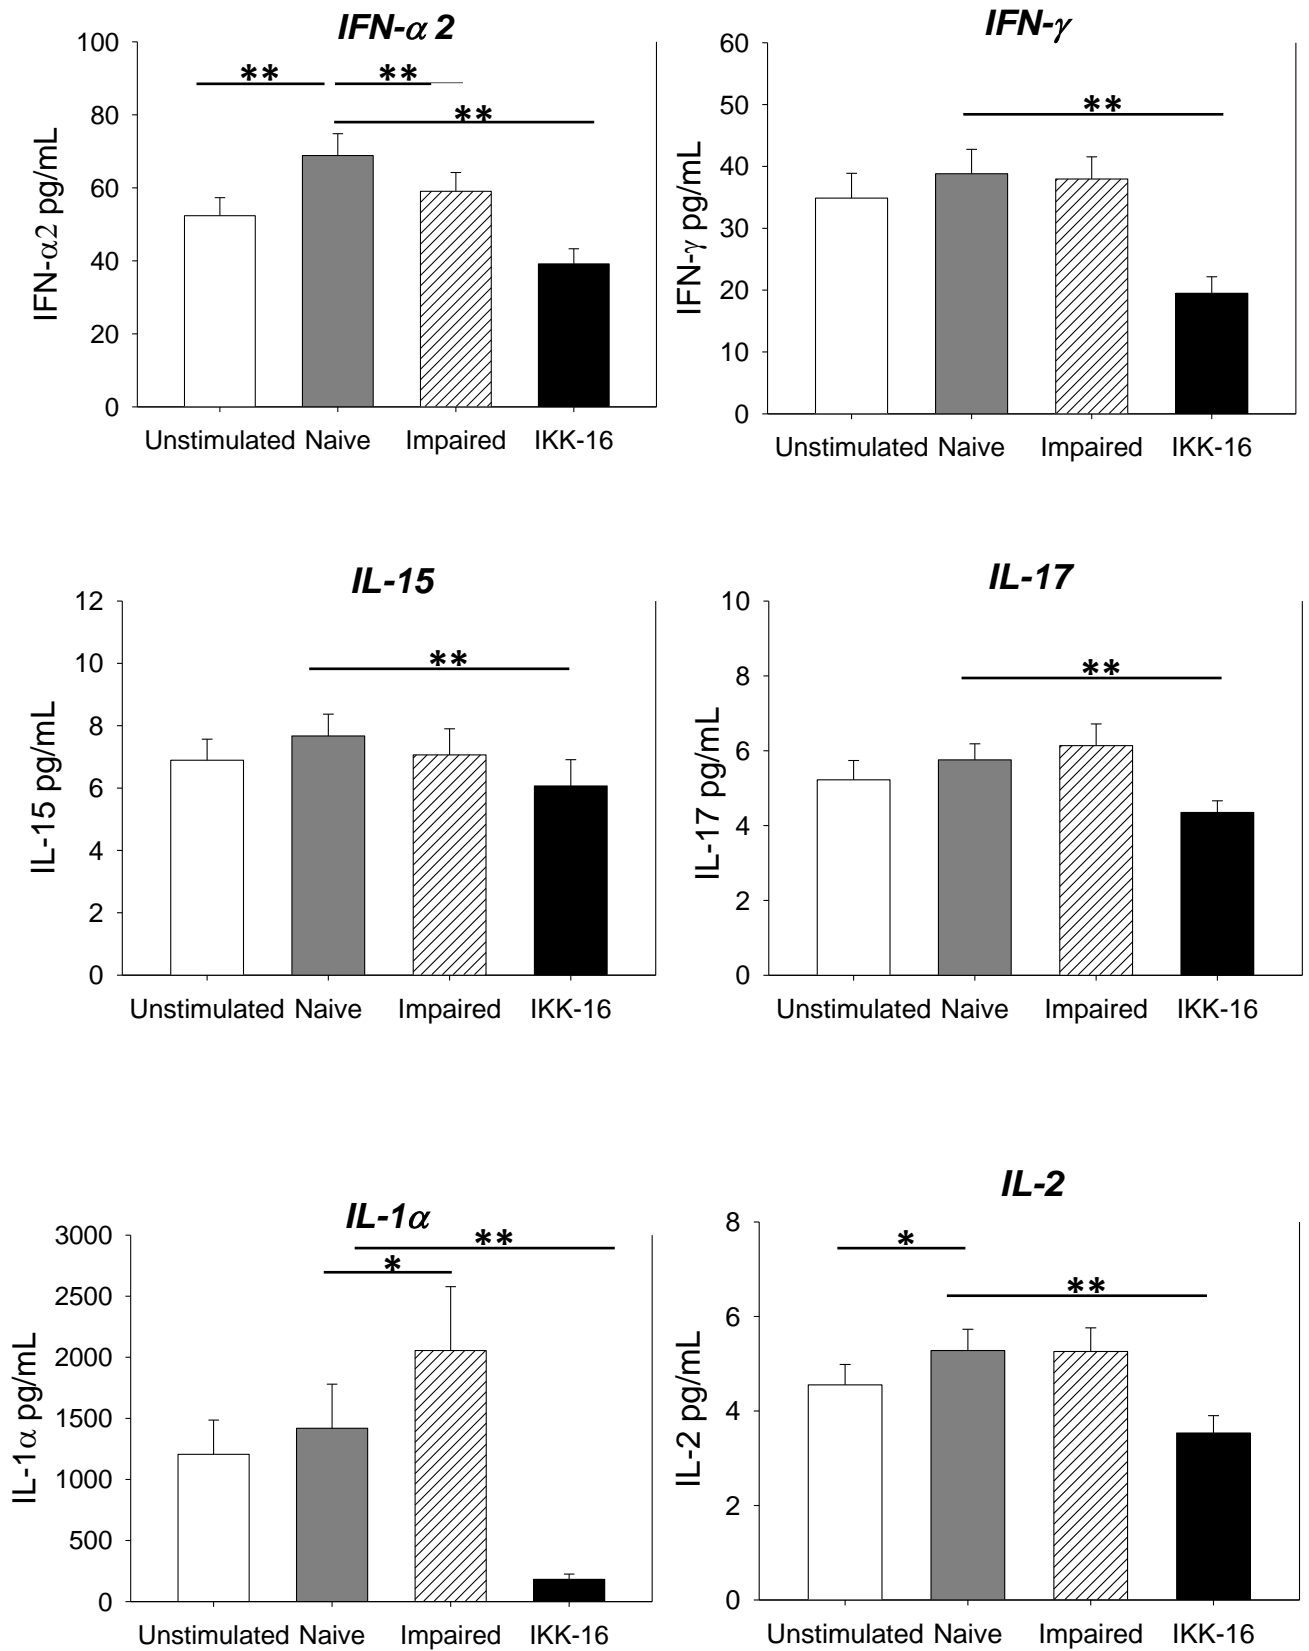 IFN-α 2
100
80
60
40
20
0
IFN-α2 pg/mL
**
**
**
Unstimulated Naive Impaired IKK-16
IFN-γ
60
50
40
30
20
10
0
IFN-γ pg/mL
**
Unstimulated Naive Impaired IKK-16
IL-15
12
10
8
6
4
2
0
IL-15 pg/mL
**
Unstimulated Naive Impaired IKK-16
IL-17
10
8
6
4
2
0
IL-17 pg/mL
**
Unstimulated Naive Impaired IKK-16
IL-1α
3000
2500
2000
1500
1000
500
0
IL-1α pg/mL
**
*
Unstimulated Naive Impaired IKK-16
IL-2
8
6
4
2
0
IL-2 pg/mL
*
**
Unstimulated Naive Impaired IKK-16